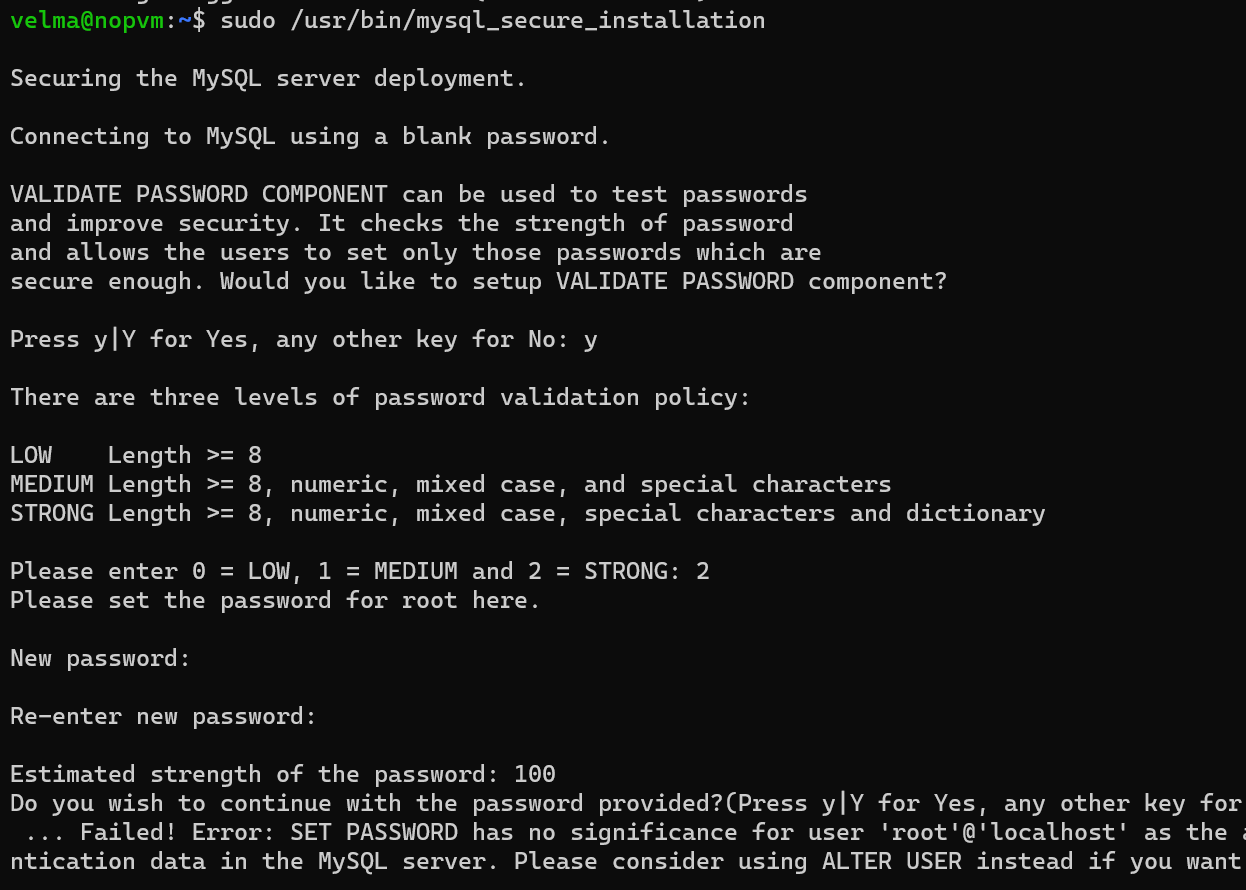 velma@nopvm:~$ sudo /usr/bin/mysql_secure_installation
Securing the MySQL server deployment.
Connecting to MySQL using a blank password.
VALIDATE PASSWORD COMPONENT can be used to test passwords
and improve security. It checks the strength of password
and allows the users to set only those passwords which are
secure enough. Would you like to setup VALIDATE PASSWORD component?
Press y|Y for Yes, any other key for No: y
There are three levels of password validation policy:
LOW    Length >= 8
MEDIUM Length >= 8, numeric, mixed case, and special characters
STRONG Length >= 8, numeric, mixed case, special characters and dictionary
Please enter 0 = LOW, 1 = MEDIUM and 2 = STRONG: 2
Please set the password for root here.
New password:
Re-enter new password:
Estimated strength of the password: 100
Do you wish to continue with the password provided?(Press y|Y for Yes, any other key for
 ... Failed! Error: SET PASSWORD has no significance for user 'root'@'localhost' as the
ntication data in the MySQL server. Please consider using ALTER USER instead if you want